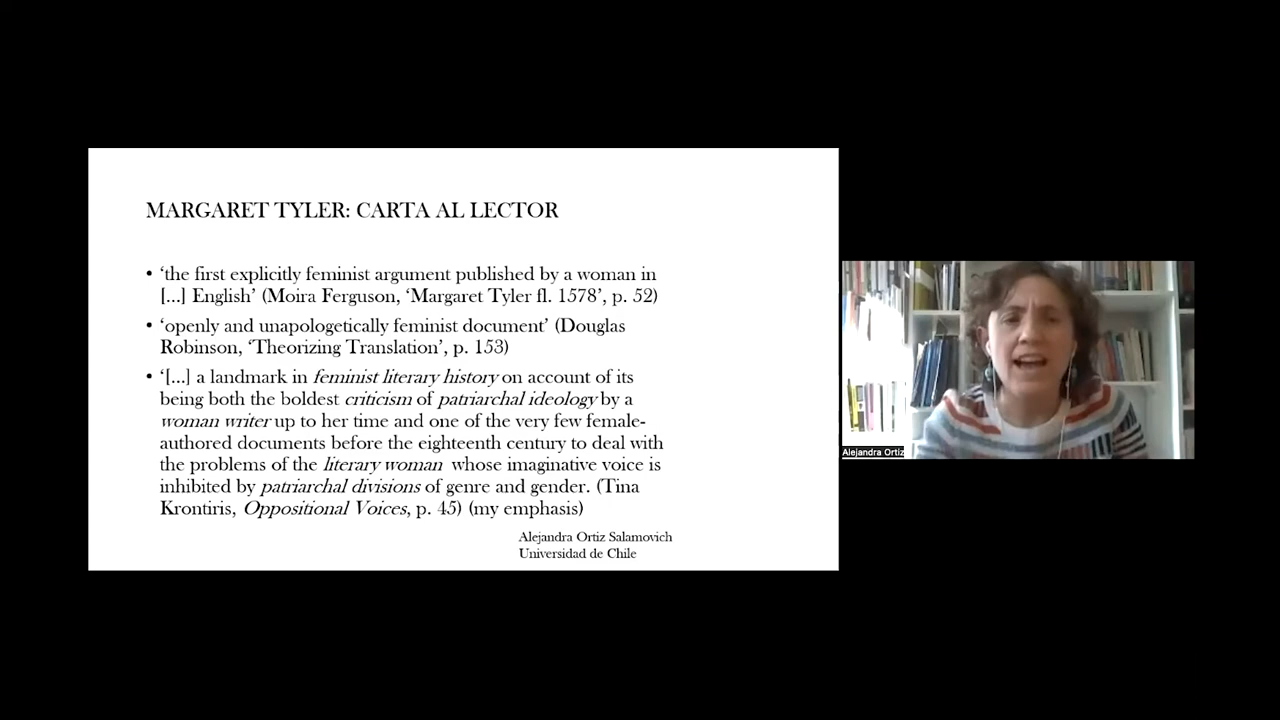 MARGARET TYLER: CARTA AL LECTOR
• ‘the first explicitly feminist argument published by a woman in
[...] English’ (Moira Ferguson, ‘Margaret Tyler fl. 1578’, p. 52)
• ‘openly and unapologetically feminist document’ (Douglas
Robinson, ‘Theorizing Translation’, p. 153)
• ‘[...] a landmark in feminist literary history on account of its
being both the boldest criticism of patriarchal ideology by a
woman writer up to her time and one of the very few female-
authored documents before the eighteenth century to deal with
the problems of the literary woman whose imaginative voice is
inhibited by patriarchal divisions of genre and gender. (Tina
Krontiris, Oppositional Voices, p. 45) (my emphasis)
Alejandra Ortiz Salamovich
Universidad de Chile
Alejandra Ortiz